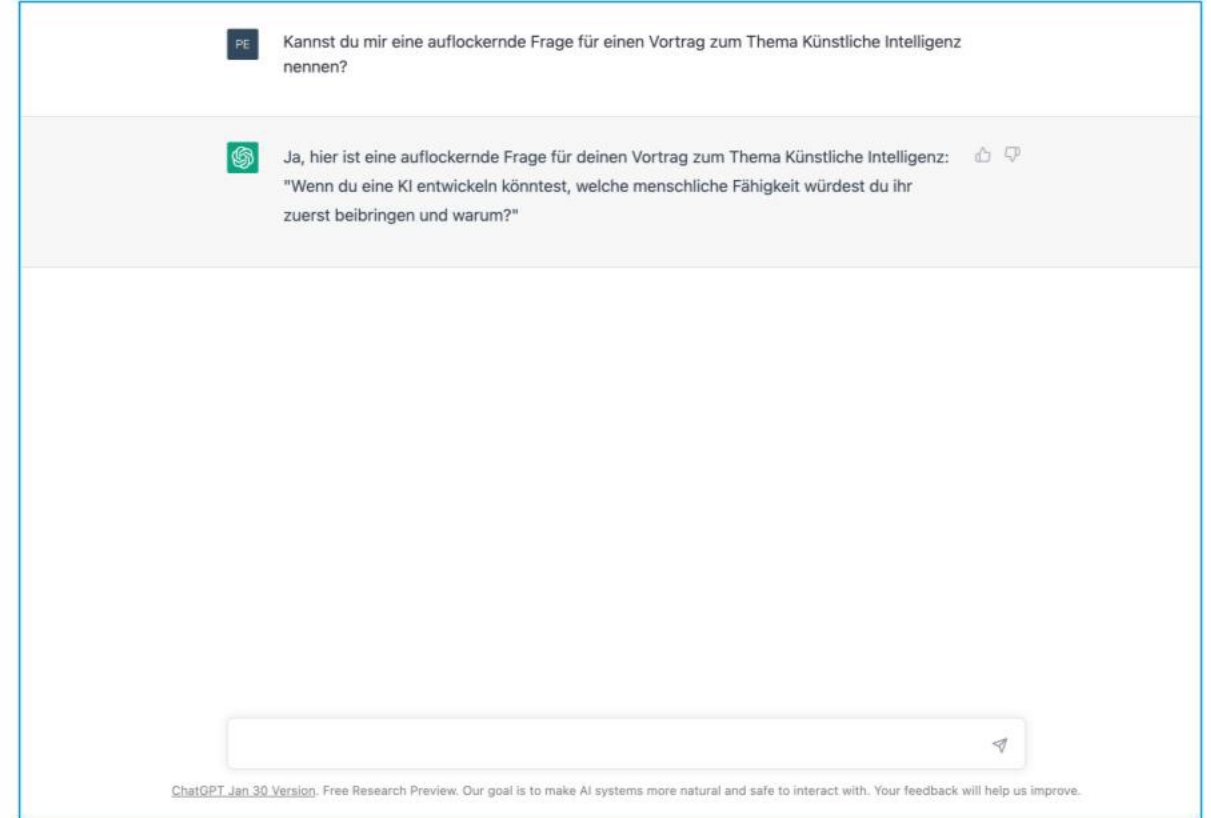 PE
Kannst du mir eine auflockernde Frage für einen Vortrag zum Thema Künstliche Intelligenz
nennen?
Ja, hier ist eine auflockernde Frage für deinen Vortrag zum Thema Künstliche Intelligenz:
"Wenn du eine KI entwickeln könntest, welche menschliche Fähigkeit würdest du ihr
zuerst beibringen und warum?"
ChatGPT Jan 30 Version. Free Research Preview. Our goal is to make AI systems more natural and safe to interact with. Your feedback will help us improve.